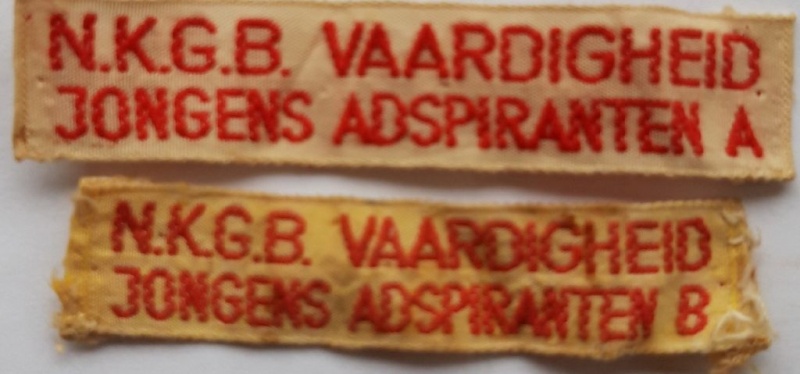 N.K.G.B. VAARDIGHEID
JONGENS ADSPIRANTEN A
N.K.G.B. VAARDIGHEID
JONGENS ADSPIRANTEN B